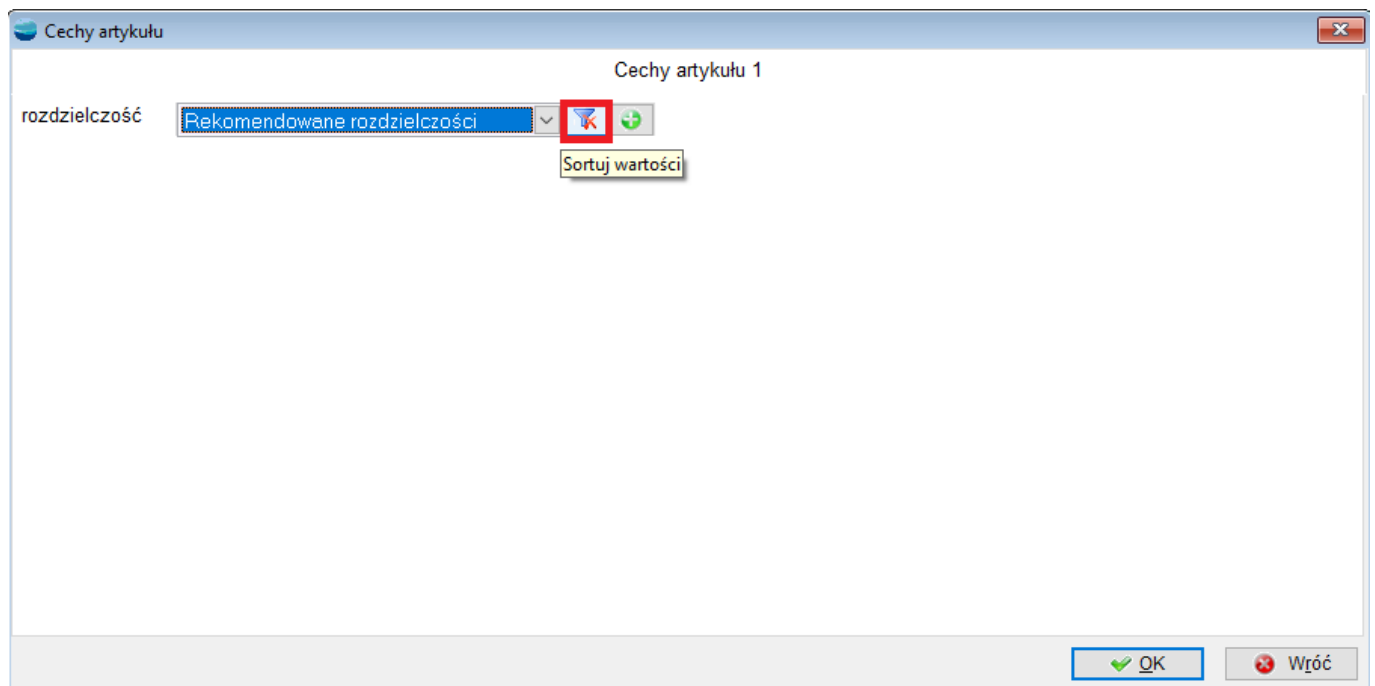 Cechy artykułu
Cechy artykułu 1
rozdzielczość
Rekomendowane rozdzielczości
Sortuj wartości
OK
Wróć